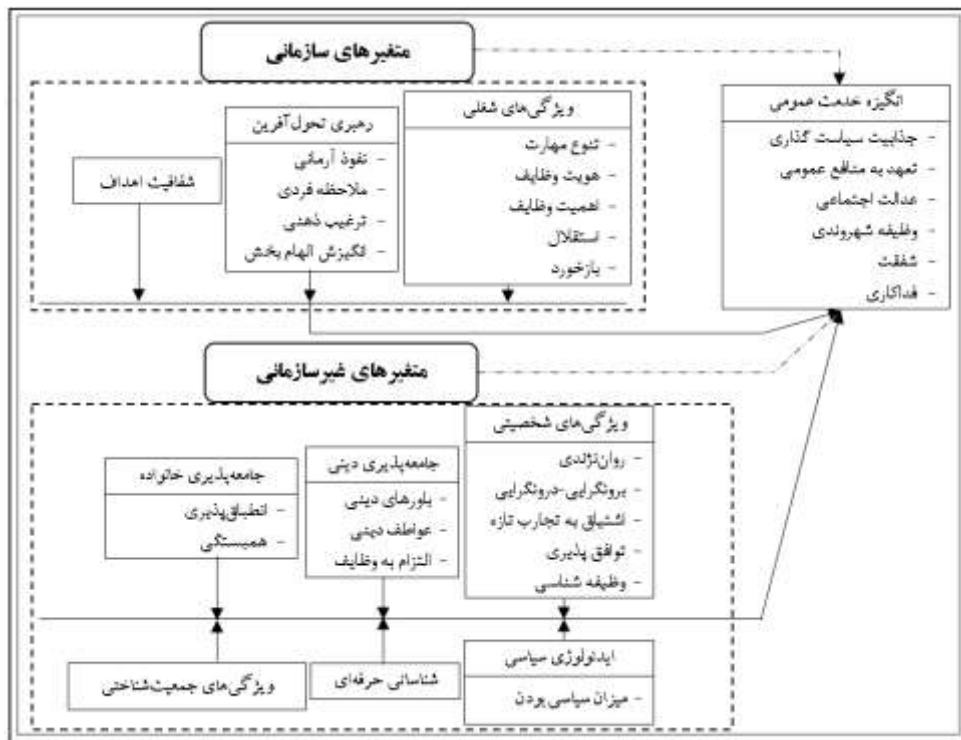 متغیرهای سازمانی
انگیزه خدمت عمومی
- جذابیت سیاست گذاری
- تعهد به منافع عمومی
- عدالت اجتماعی
- وظیفه شهروندی
- شفقت
- فداکاری
ویژگی‌های شغلی
- تنوع مهارت
- هویت وظایف
- اهمیت وظایف
- استقلال
- بازخورد
رهبری تحول‌آفرین
- نفوذ آرمانی
- ملاحظه فردی
- ترغیب ذهنی
- انگیزش الهام بخش
شفافیت اهداف
متغیرهای غیرسازمانی
ویژگی‌های شخصیتی
- روان‌نژندی
- برونگرایی-درونگرایی
- اشتیاق به تجارب تازه
- توافق پذیری
- وظیفه شناسی
جامعه‌پذیری دینی
- باورهای دینی
- عواطف دینی
- التزام به وظایف
جامعه‌پذیری خانواده
- انطباق‌پذیری
- همبستگی
ایدئولوژی سیاسی
- میزان سیاسی بودن
شناسائی حرفه‌ای
ویژگی‌های جمعیت‌شناختی